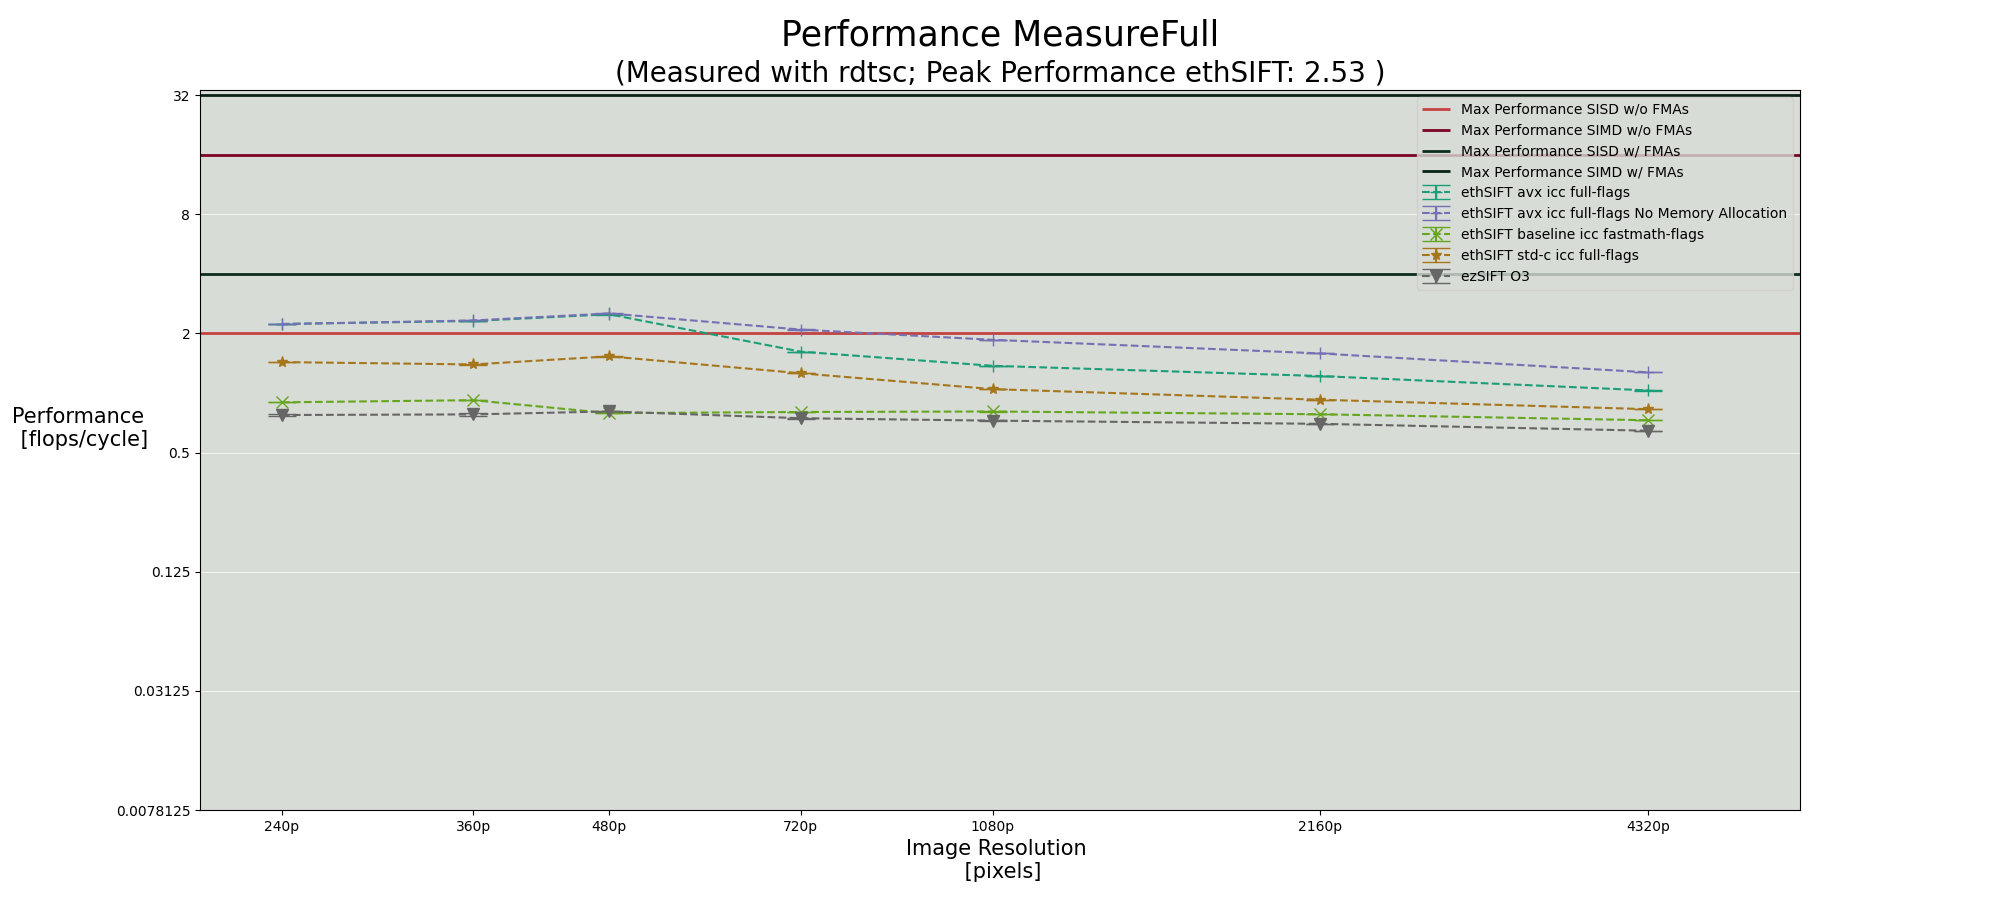 Performance MeasureFull
(Measured with rdtsc; Peak Performance ethSIFT: 2.53 )
32
8
2
0.5
0.125
0.03125
0.0078125
Performance
[flops/cycle]
Max Performance SISD w/o FMAs
Max Performance SIMD w/o FMAs
Max Performance SISD w/ FMAs
Max Performance SIMD w/ FMAs
ethSIFT avx icc full-flags
ethSIFT avx icc full-flags No Memory Allocation
ethSIFT baseline icc fastmath-flags
ethSIFT std-c icc full-flags
ezSIFT O3
240p
360p
480p
720p
1080p
2160p
4320p
Image Resolution
[pixels]